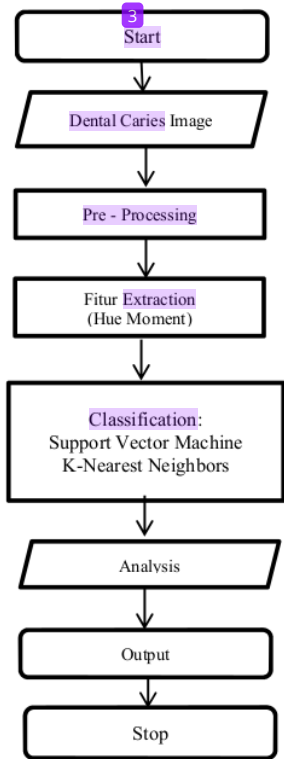 3
Start
Dental Caries Image
Pre - Processing
Fitur Extraction
(Hue Moment)
Classification:
Support Vector Machine
K-Nearest Neighbors
Analysis
Output
Stop